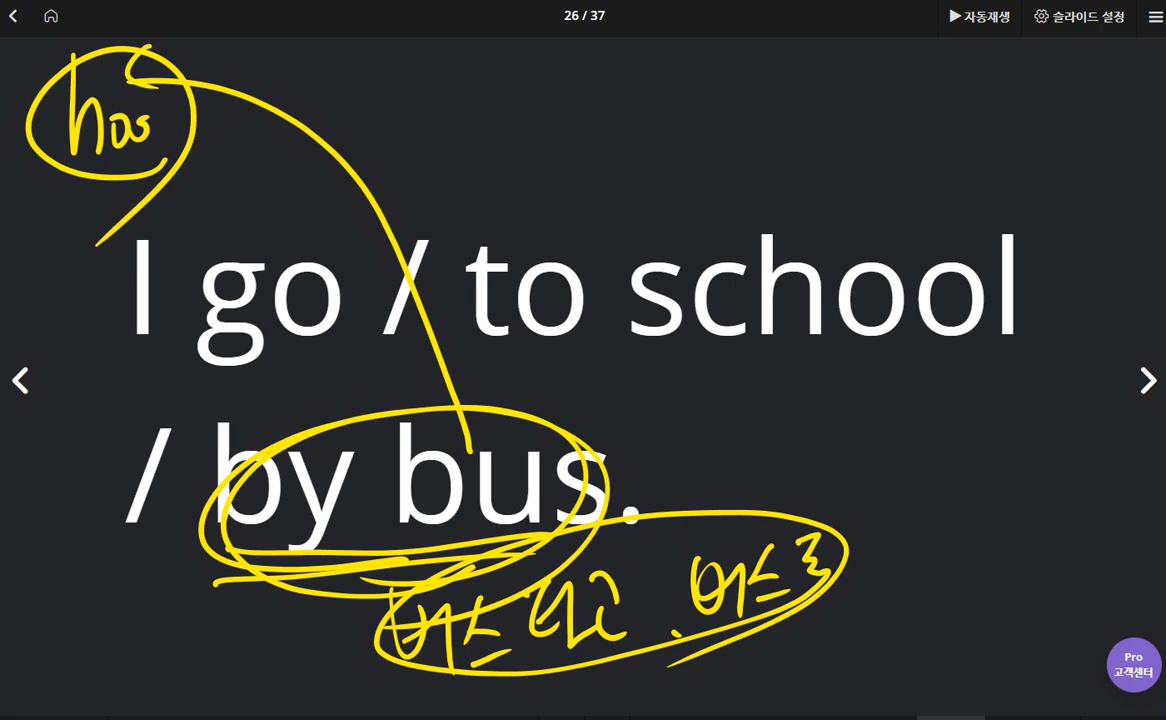 26 / 37
자동재생
슬라이드 설정
has
I go / to school
/ by bus.
버스 타고 버스로
Pro
고객센터